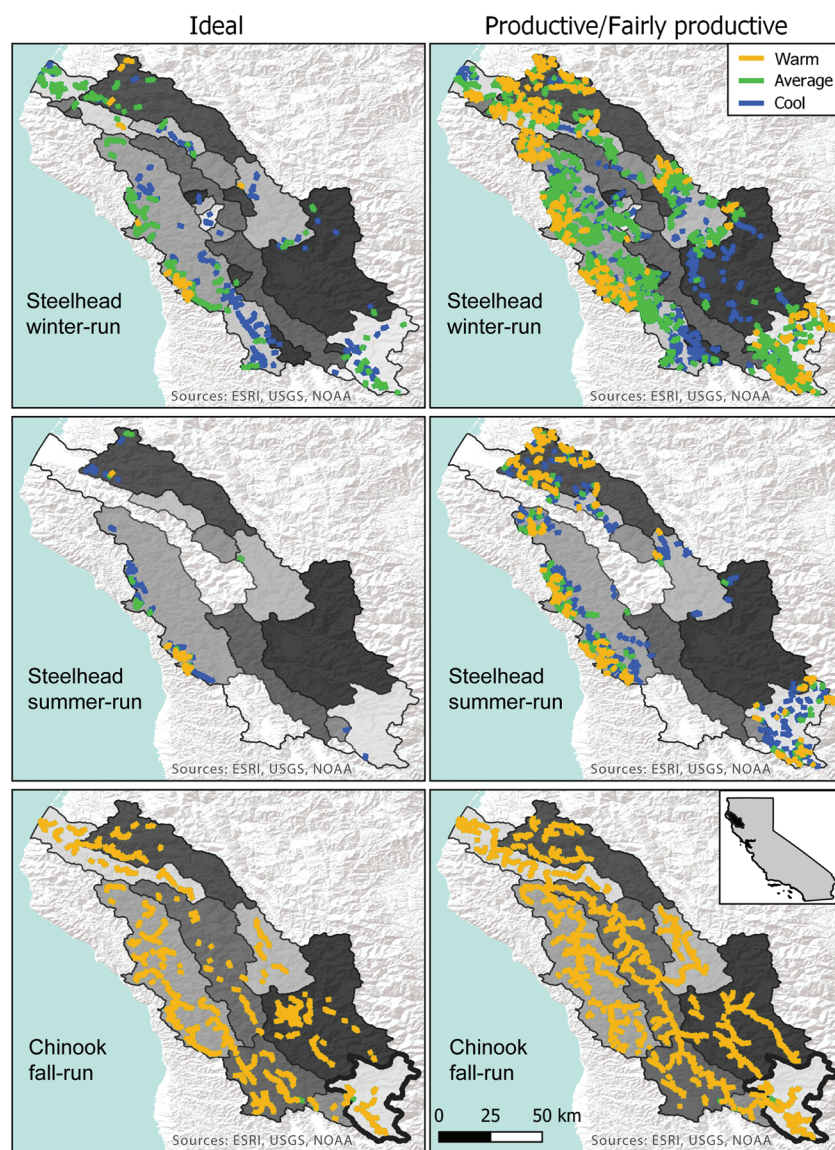 Ideal
Productive/Fairly productive
Warm
Average
Cool
Steelhead
winter-run
Sources: ESRI, USGS, NOAA
Steelhead
winter-run
Sources: ESRI, USGS, NOAA
Steelhead
summer-run
Sources: ESRI, USGS, NOAA
Steelhead
summer-run
Sources: ESRI, USGS, NOAA
Chinook
fall-run
Sources: ESRI, USGS, NOAA
Chinook
fall-run
0 25 50 km
Sources: ESRI, USGS, NOAA